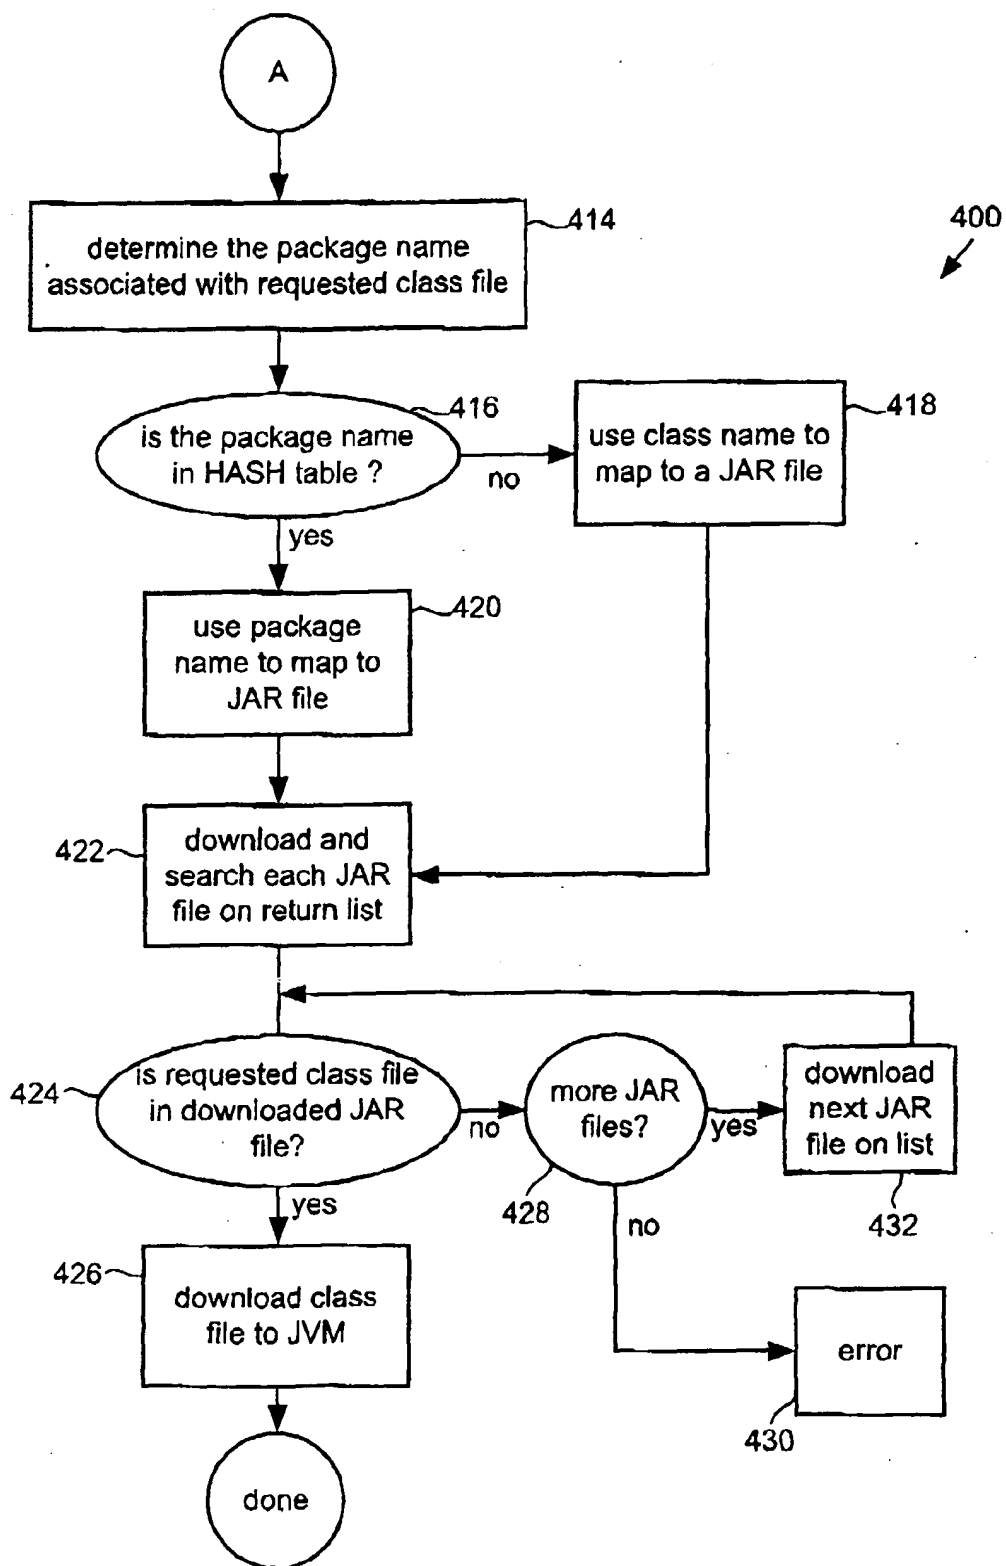 A
414
determine the package name
associated with requested class file
400
416
is the package name
in HASH table ?
no
yes
418
use class name to
map to a JAR file
420
use package
name to map to
JAR file
422
download and
search each JAR
file on return list
424
is requested class file
in downloaded JAR
file?
no
yes
more JAR
files?
428
yes
no
download
next JAR
file on list
432
426
download class
file to JVM
error
430
done